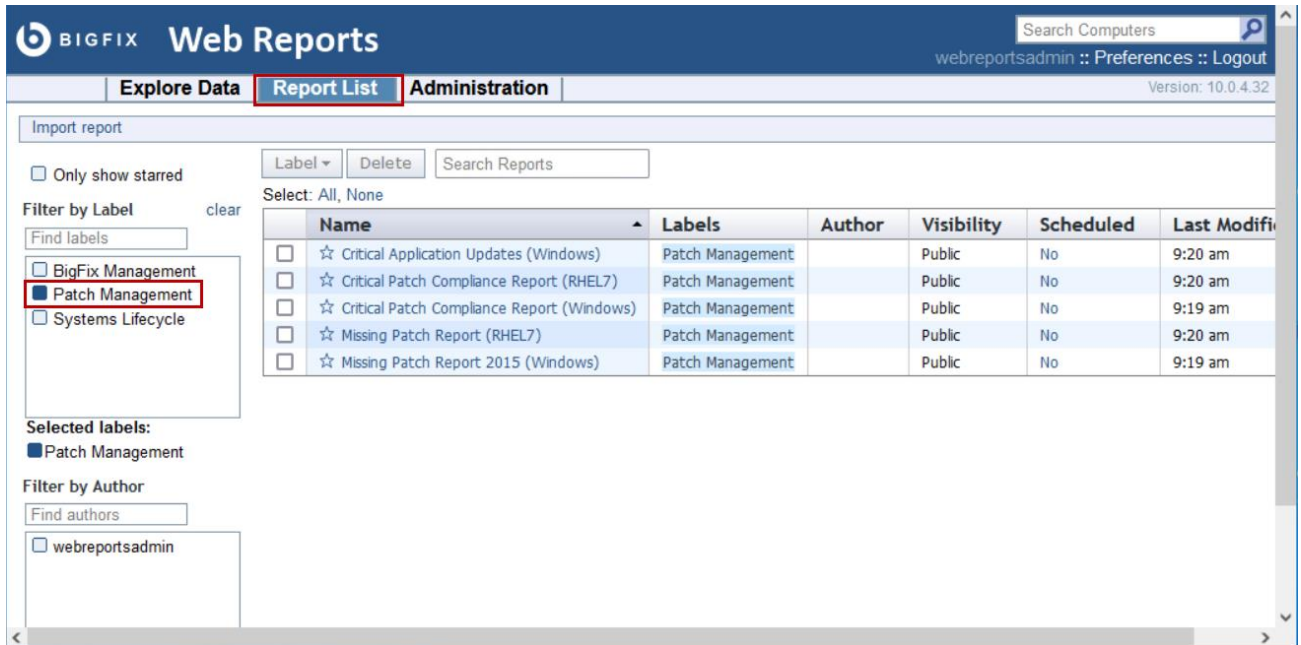 BIGFIX Web Reports
Search Computers
webreportsadmin :: Preferences :: Logout
Explore Data Report List Administration Version: 10.0.4.32
Import report
Only show starred
Filter by Label clear
Find labels
BigFix Management
Patch Management
Systems Lifecycle
Selected labels:
Patch Management
Filter by Author
Find authors
webreportsadmin
Label Delete Search Reports
Select: All, None
Name Labels Author Visibility Scheduled Last Modifi
Critical Application Updates (Windows) Patch Management Public No 9:20 am
Critical Patch Compliance Report (RHEL7) Patch Management Public No 9:20 am
Critical Patch Compliance Report (Windows) Patch Management Public No 9:19 am
Missing Patch Report (RHEL7) Patch Management Public No 9:20 am
Missing Patch Report 2015 (Windows) Patch Management Public No 9:19 am